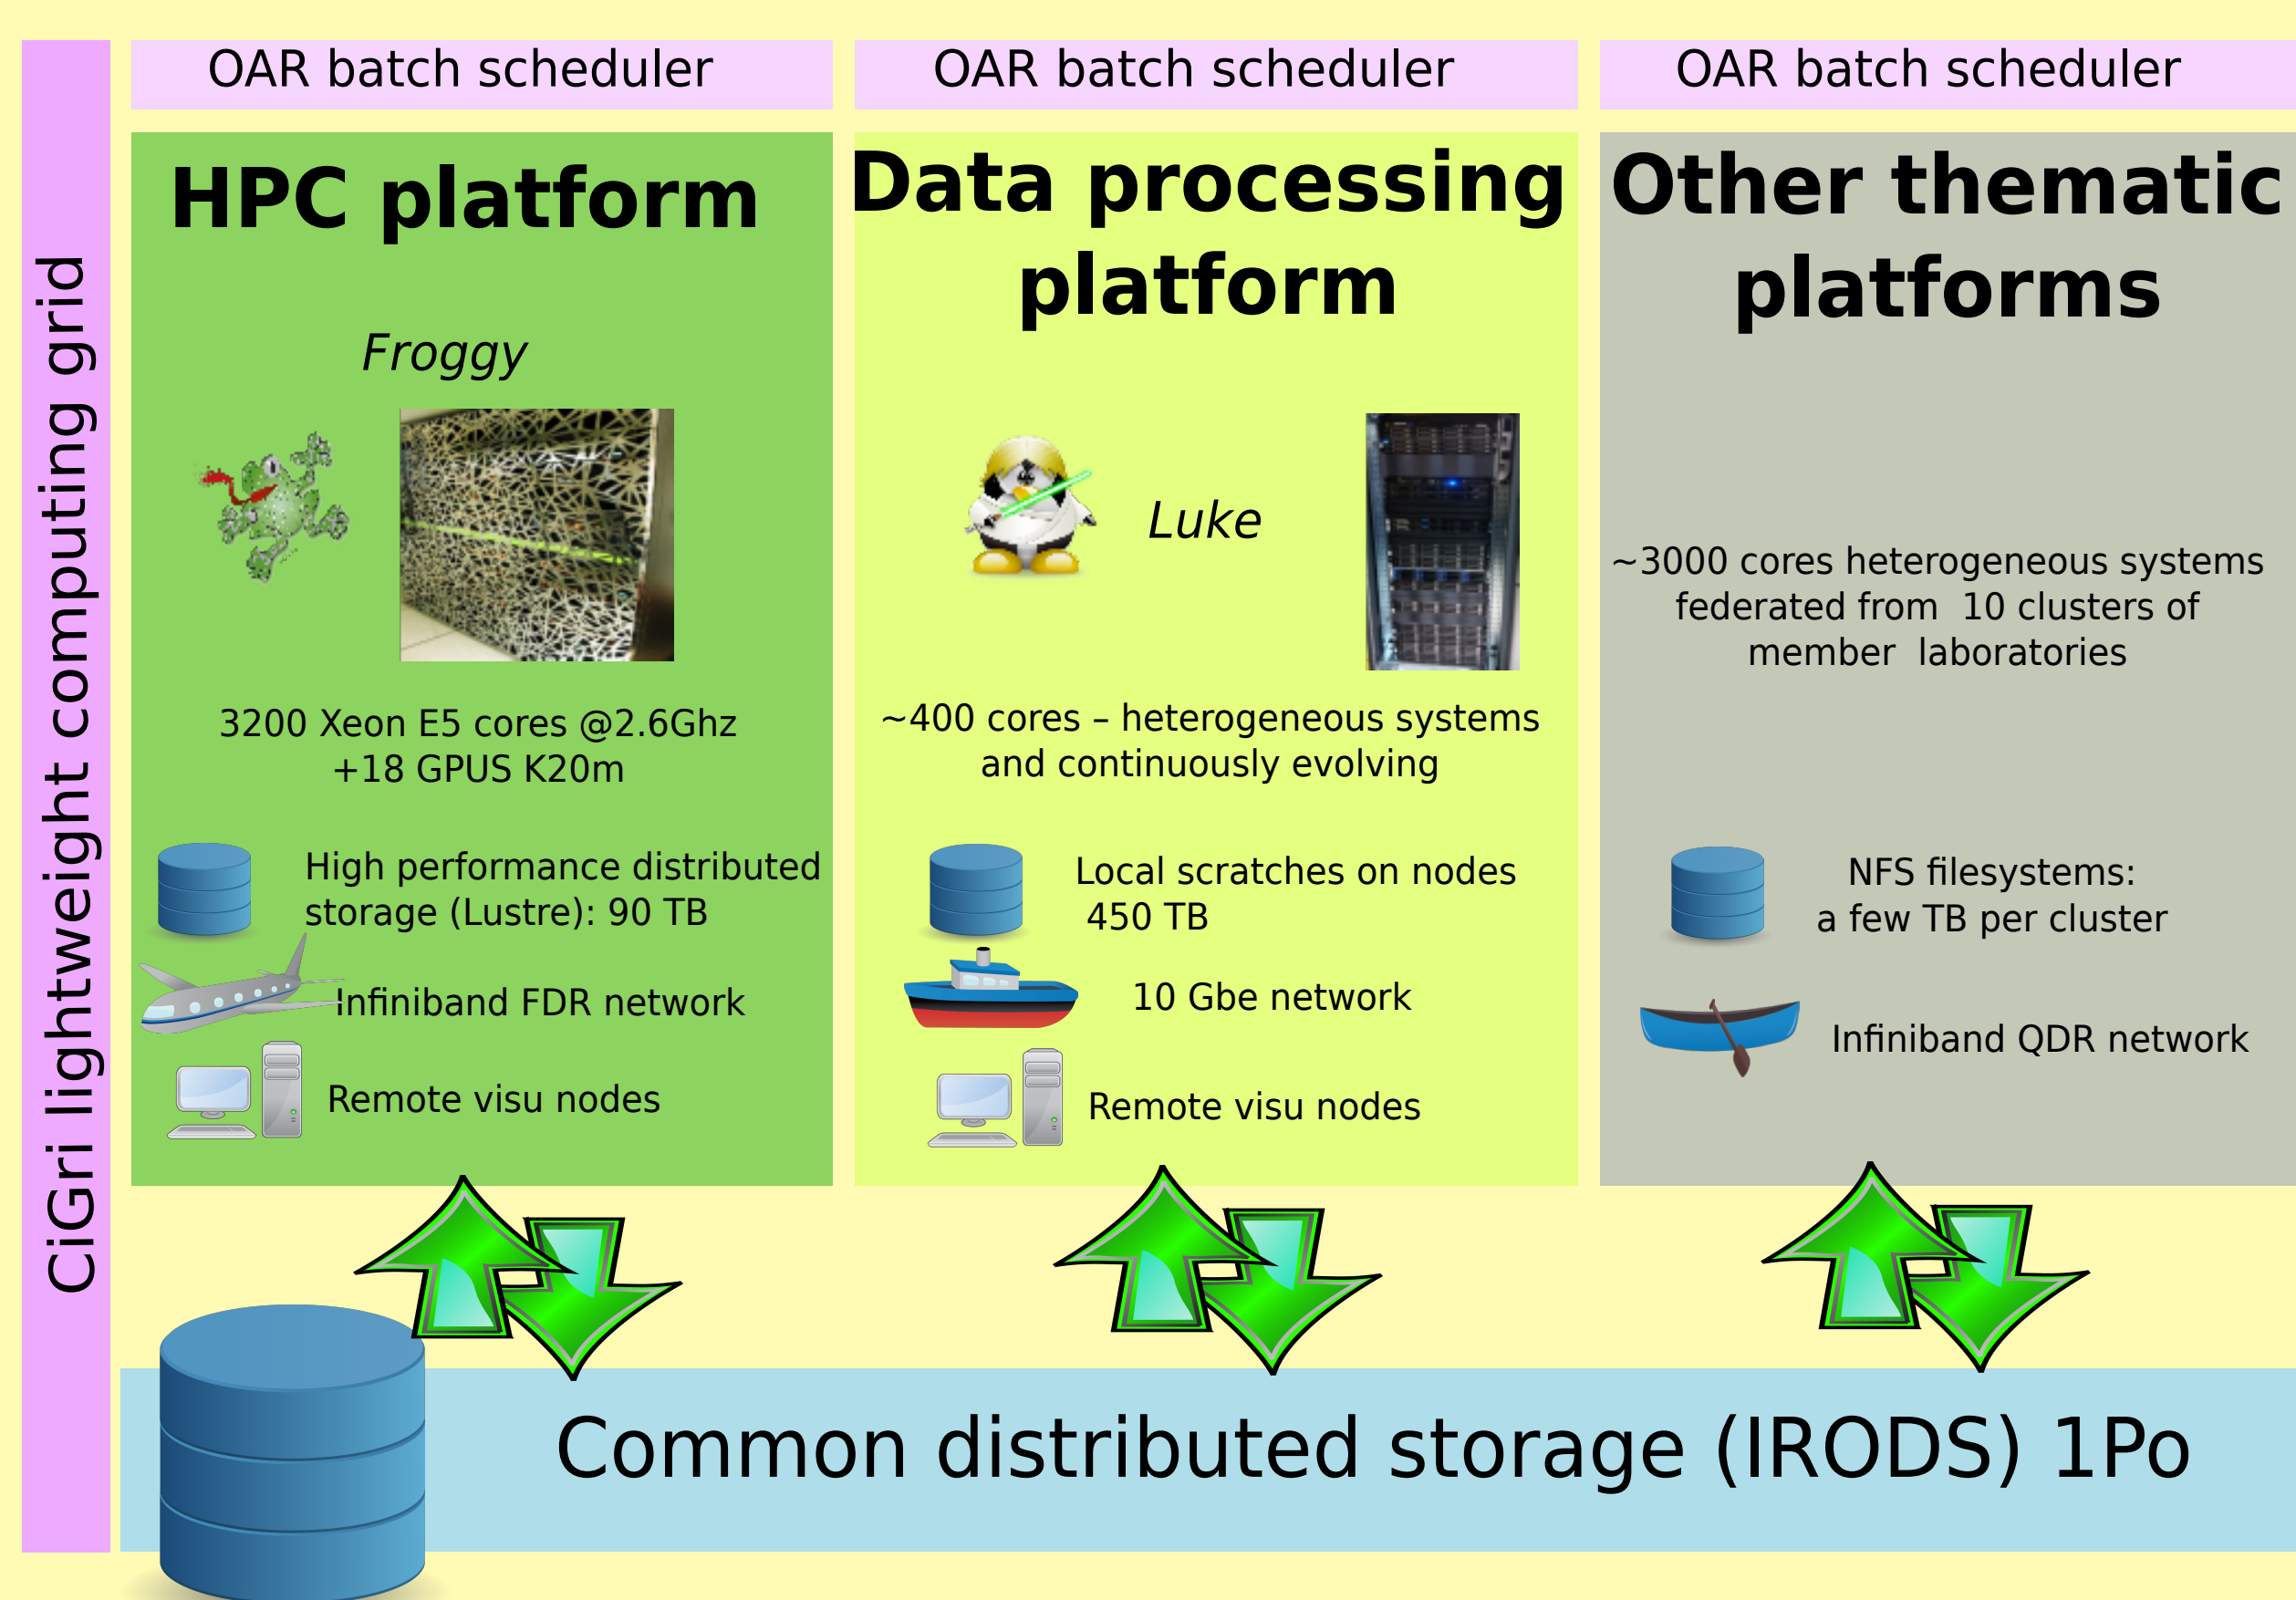 CiGri lightweight computing grid
OAR batch scheduler
HPC platform
Froggy
3200 Xeon E5 cores @2.6Ghz
+18 GPUS K20m
High performance distributed
storage (Lustre): 90 TB
Infiniband FDR network
Remote visu nodes
OAR batch scheduler
Data processing
platform
Luke
~400 cores – heterogeneous systems
and continuously evolving
Local scratches on nodes
450 TB
10 Gbe network
Remote visu nodes
OAR batch scheduler
Other thematic
platforms
~3000 cores heterogeneous systems
federated from  10 clusters of
member  laboratories
NFS filesystems:
a few TB per cluster
Infiniband QDR network
Common distributed storage (IRODS) 1Po